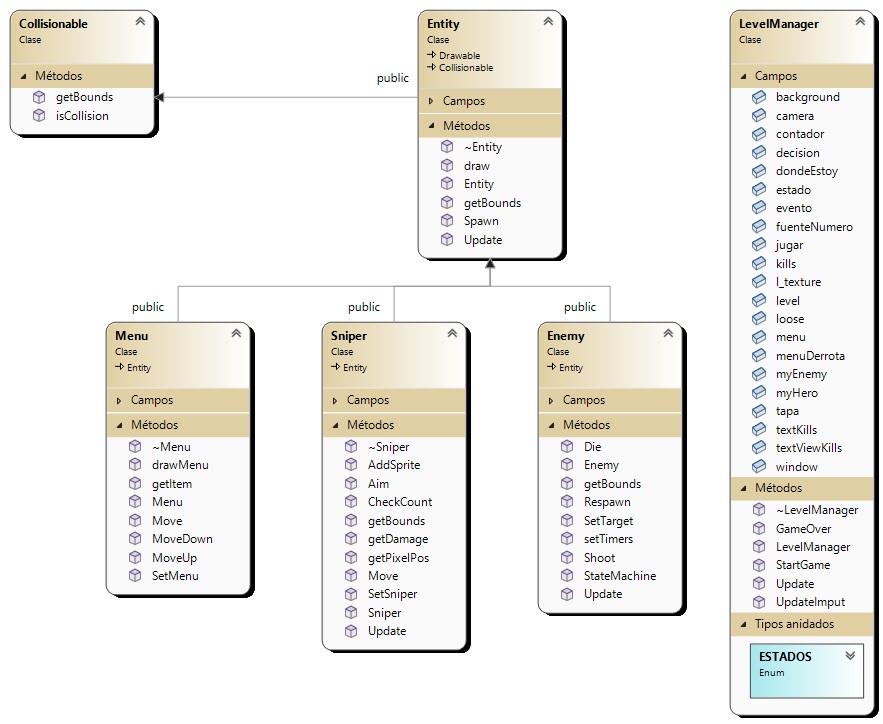 Collisionable
Clase
Métodos
getBounds
isCollision
public
Entity
Clase
Drawable
Collisionable
Campos
Métodos
~Entity
draw
Entity
getBounds
Spawn
Update
public
Menu
Clase
Entity
Campos
Métodos
~Menu
drawMenu
getItem
Menu
Move
MoveDown
MoveUp
SetMenu
public
Sniper
Clase
Entity
Campos
Métodos
~Sniper
AddSprite
Aim
CheckCount
getBounds
getDamage
getPixelPos
Move
SetSniper
Sniper
Update
public
Enemy
Clase
Entity
Campos
Métodos
Die
Enemy
getBounds
Respawn
SetTarget
setTimers
Shoot
StateMachine
Update
LevelManager
Clase
Campos
background
camera
contador
decision
dondeEstoy
estado
evento
fuenteNumero
jugar
kills
l_texture
level
loose
menu
menuDerrota
myEnemy
myHero
tapa
textKills
textViewKills
window
Métodos
~LevelManager
GameOver
LevelManager
StartGame
Update
UpdateImput
Tipos anidados
ESTADOS
Enum